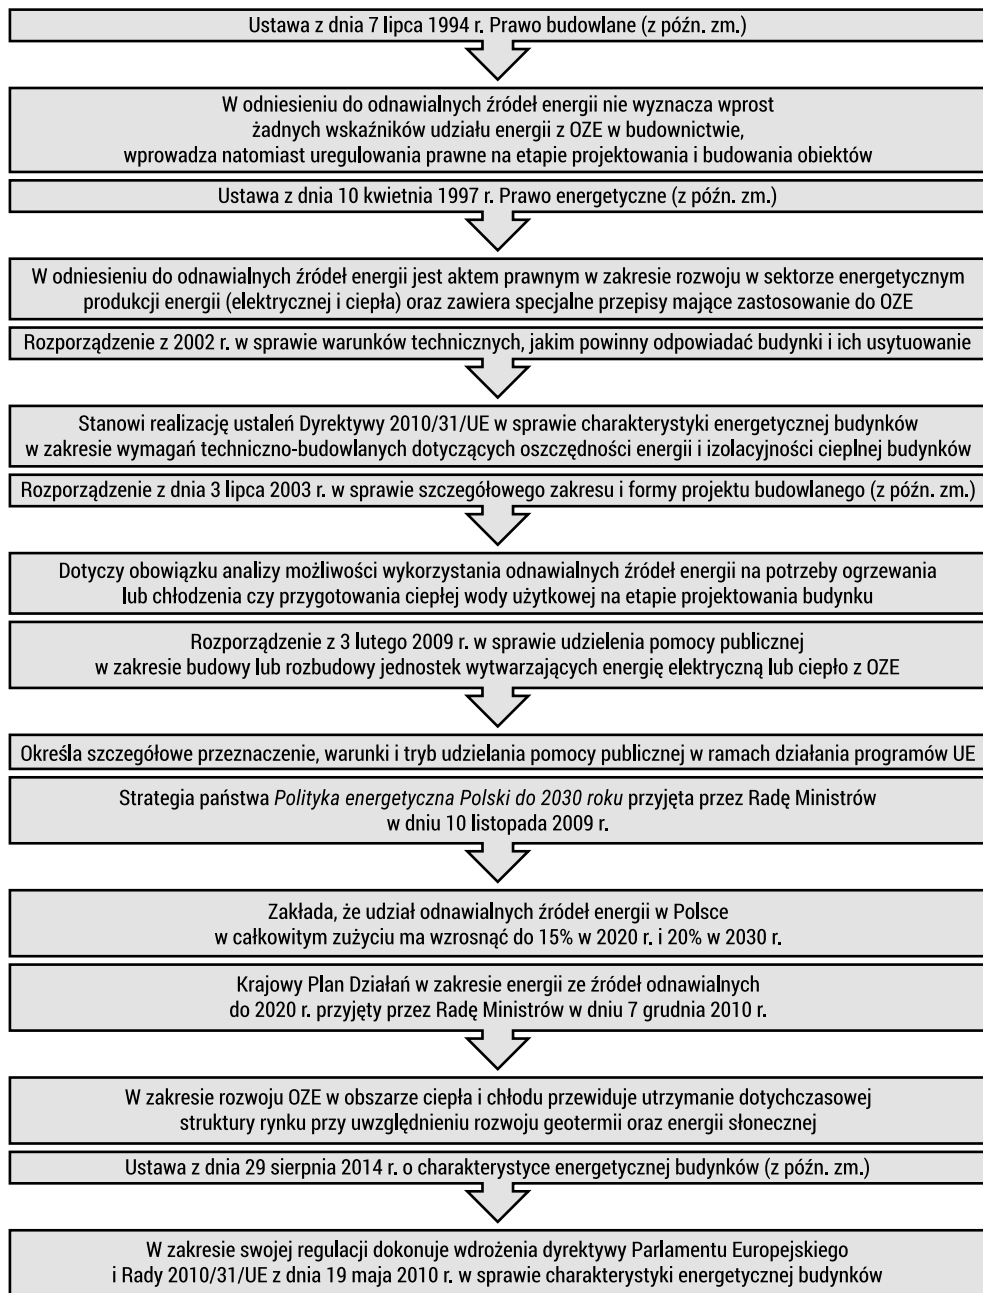 Ustawa z dnia 7 lipca 1994 r. Prawo budowlane (z późn. zm.)
W odniesieniu do odnawialnych źródeł energii nie wyznacza wprost
żadnych wskaźników udziału energii z OZE w budownictwie,
wprowadza natomiast uregulowania prawne na etapie projektowania i budowania obiektów
Ustawa z dnia 10 kwietnia 1997 r. Prawo energetyczne (z późn. zm.)
W odniesieniu do odnawialnych źródeł energii jest aktem prawnym w zakresie rozwoju w sektorze energetycznym
produkcji energii (elektrycznej i ciepła) oraz zawiera specjalne przepisy mające zastosowanie do OZE
Rozporządzenie z 2002 r. w sprawie warunków technicznych, jakim powinny odpowiadać budynki i ich usytuowanie
Stanowi realizację ustaleń Dyrektywy 2010/31/UE w sprawie charakterystyki energetycznej budynków
w zakresie wymagań techniczno-budowlanych dotyczących oszczędności energii i izolacyjności cieplnej budynków
Rozporządzenie z dnia 3 lipca 2003 r. w sprawie szczegółowego zakresu i formy projektu budowlanego (z późn. zm.)
Dotyczy obowiązku analizy możliwości wykorzystania odnawialnych źródeł energii na potrzeby ogrzewania
lub chłodzenia czy przygotowania ciepłej wody użytkowej na etapie projektowania budynku
Rozporządzenie z 3 lutego 2009 r. w sprawie udzielenia pomocy publicznej
w zakresie budowy lub rozbudowy jednostek wytwarzających energię elektryczną lub ciepło z OZE
Określa szczegółowe przeznaczenie, warunki i tryb udzielania pomocy publicznej w ramach działania programów UE
Strategia państwa Polityka energetyczna Polski do 2030 roku przyjęta przez Radę Ministrów
w dniu 10 listopada 2009 r.
Zakłada, że udział odnawialnych źródeł energii w Polsce
w całkowitym zużyciu ma wzrosnąć do 15% w 2020 r. i 20% w 2030 r.
Krajowy Plan Działań w zakresie energii ze źródeł odnawialnych
do 2020 r. przyjęty przez Radę Ministrów w dniu 7 grudnia 2010 r.
W zakresie rozwoju OZE w obszarze ciepła i chłodu przewiduje utrzymanie dotychczasowej
struktury rynku przy uwzględnieniu rozwoju geotermii oraz energii słonecznej
Ustawa z dnia 29 sierpnia 2014 r. o charakterystyce energetycznej budynków (z późn. zm.)
W zakresie swojej regulacji dokonuje wdrożenia dyrektywy Parlamentu Europejskiego
i Rady 2010/31/UE z dnia 19 maja 2010 r. w sprawie charakterystyki energetycznej budynków